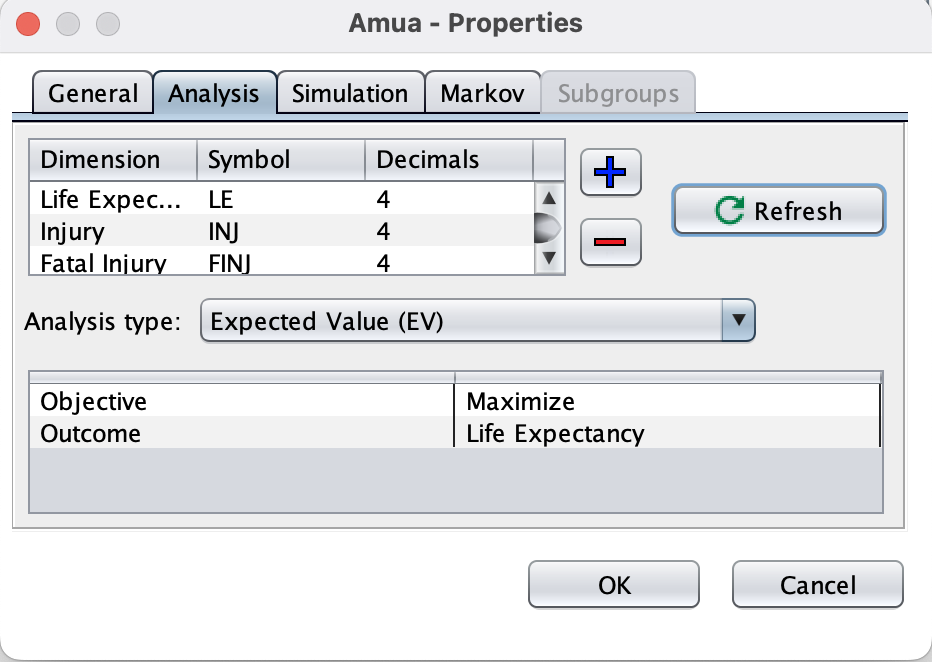 Amua - Properties
General Analysis Simulation Markov Subgroups
Dimension Symbol Decimals
Life Expec... LE 4
Injury INJ 4
Fatal Injury FINJ 4
Refresh
Analysis type: Expected Value (EV)
Objective Maximize
Outcome Life Expectancy
OK Cancel